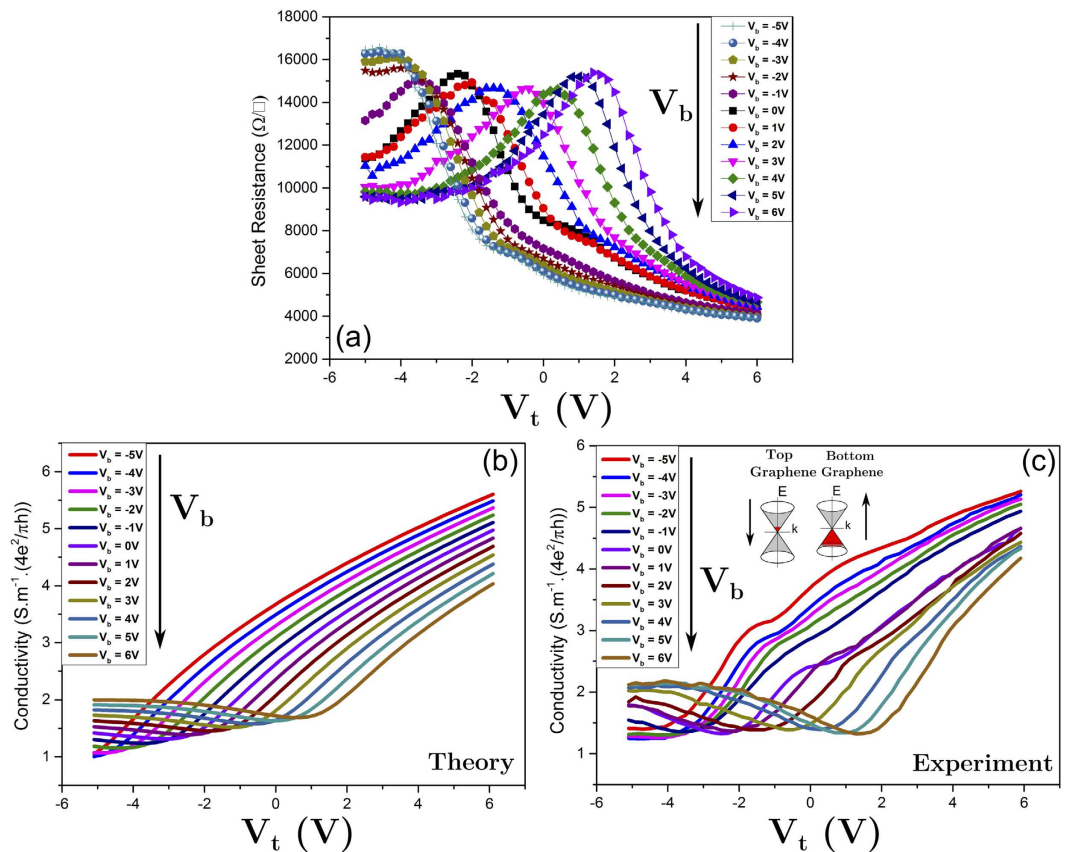 (a)
Sheet Resistance (Ω/□)
18000
16000
14000
12000
10000
8000
6000
4000
2000
-6
-4
-2
0
2
4
6
V_t (V)
V_b
V_b = -5V
V_b = -4V
V_b = -3V
V_b = -2V
V_b = -1V
V_b = 0V
V_b = 1V
V_b = 2V
V_b = 3V
V_b = 4V
V_b = 5V
V_b = 6V
(b)
Conductivity (S.m⁻¹.(4e²/πh))
6
5
4
3
2
1
-6
-4
-2
0
2
4
6
V_t (V)
V_b
V_b = -5V
V_b = -4V
V_b = -3V
V_b = -2V
V_b = -1V
V_b = 0V
V_b = 1V
V_b = 2V
V_b = 3V
V_b = 4V
V_b = 5V
V_b = 6V
Theory
(c)
Conductivity (S.m⁻¹.(4e²/πh))
6
5
4
3
2
1
-6
-4
-2
0
2
4
6
V_t (V)
V_b
V_b = -5V
V_b = -4V
V_b = -3V
V_b = -2V
V_b = -1V
V_b = 0V
V_b = 1V
V_b = 2V
V_b = 3V
V_b = 4V
V_b = 5V
V_b = 6V
Top
Graphene
Bottom
Graphene
E
k
E
k
Experiment